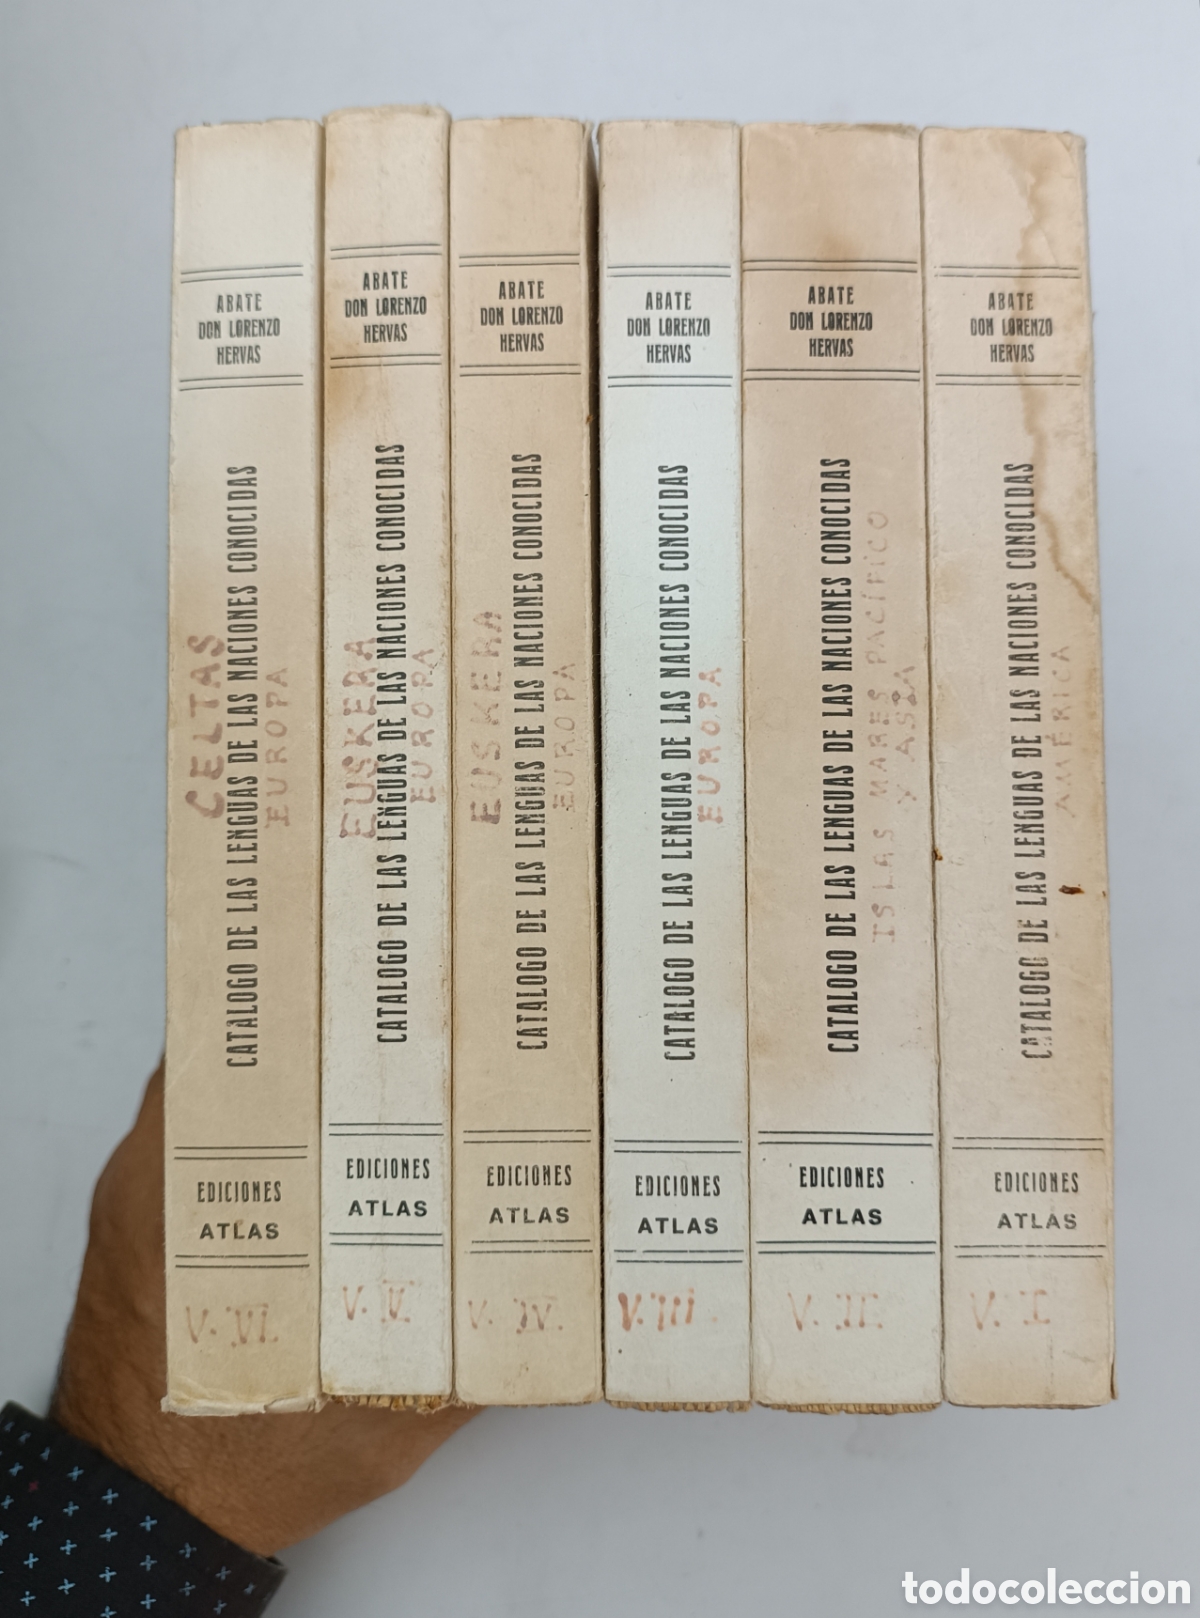 ABATE
DON LORENZO
HERVAS
CATALOGO DE LAS LENGUAS DE LAS NACIONES CONOCIDAS
CELTAS
EUROPA
EDICIONES
ATLAS
V. VI.
ABATE
DON LORENZO
HERVAS
CATALOGO DE LAS LENGUAS DE LAS NACIONES CONOCIDAS
EUSKERA
EUROPA
EDICIONES
ATLAS
V. V.
ABATE
DON LORENZO
HERVAS
CATALOGO DE LAS LENGUAS DE LAS NACIONES CONOCIDAS
EUSKERA
EUROPA
EDICIONES
ATLAS
V. IV.
ABATE
DON LORENZO
HERVAS
CATALOGO DE LAS LENGUAS DE LAS NACIONES CONOCIDAS
EUROPA
EDICIONES
ATLAS
V. III.
ABATE
DON LORENZO
HERVAS
CATALOGO DE LAS LENGUAS DE LAS NACIONES CONOCIDAS
ISLAS MARES PACÍFICO
Y ASIA
EDICIONES
ATLAS
V. II.
ABATE
DON LORENZO
HERVAS
CATALOGO DE LAS LENGUAS DE LAS NACIONES CONOCIDAS
AMÉRICA
EDICIONES
ATLAS
V. I.
todocoleccion